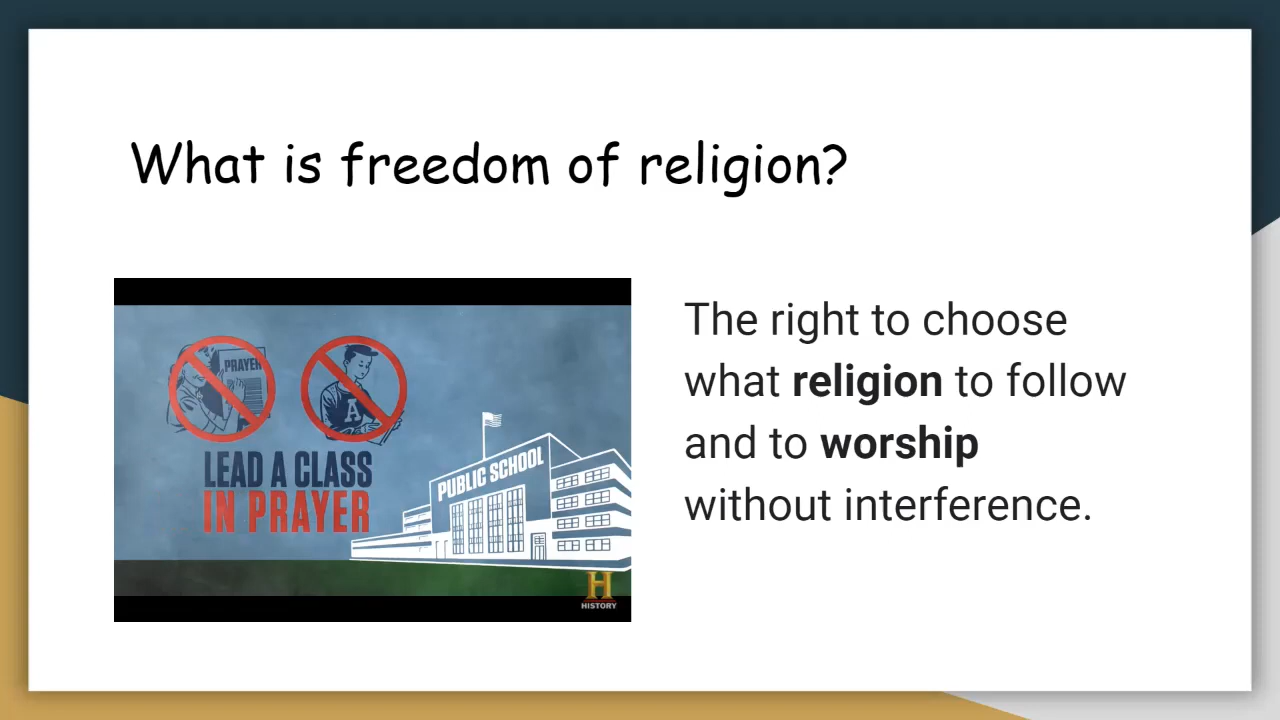 What is freedom of religion?
PRAYER
A
LEAD A CLASS
IN PRAYER
PUBLIC SCHOOL
H
HISTORY
The right to choose
what religion to follow
and to worship
without interference.